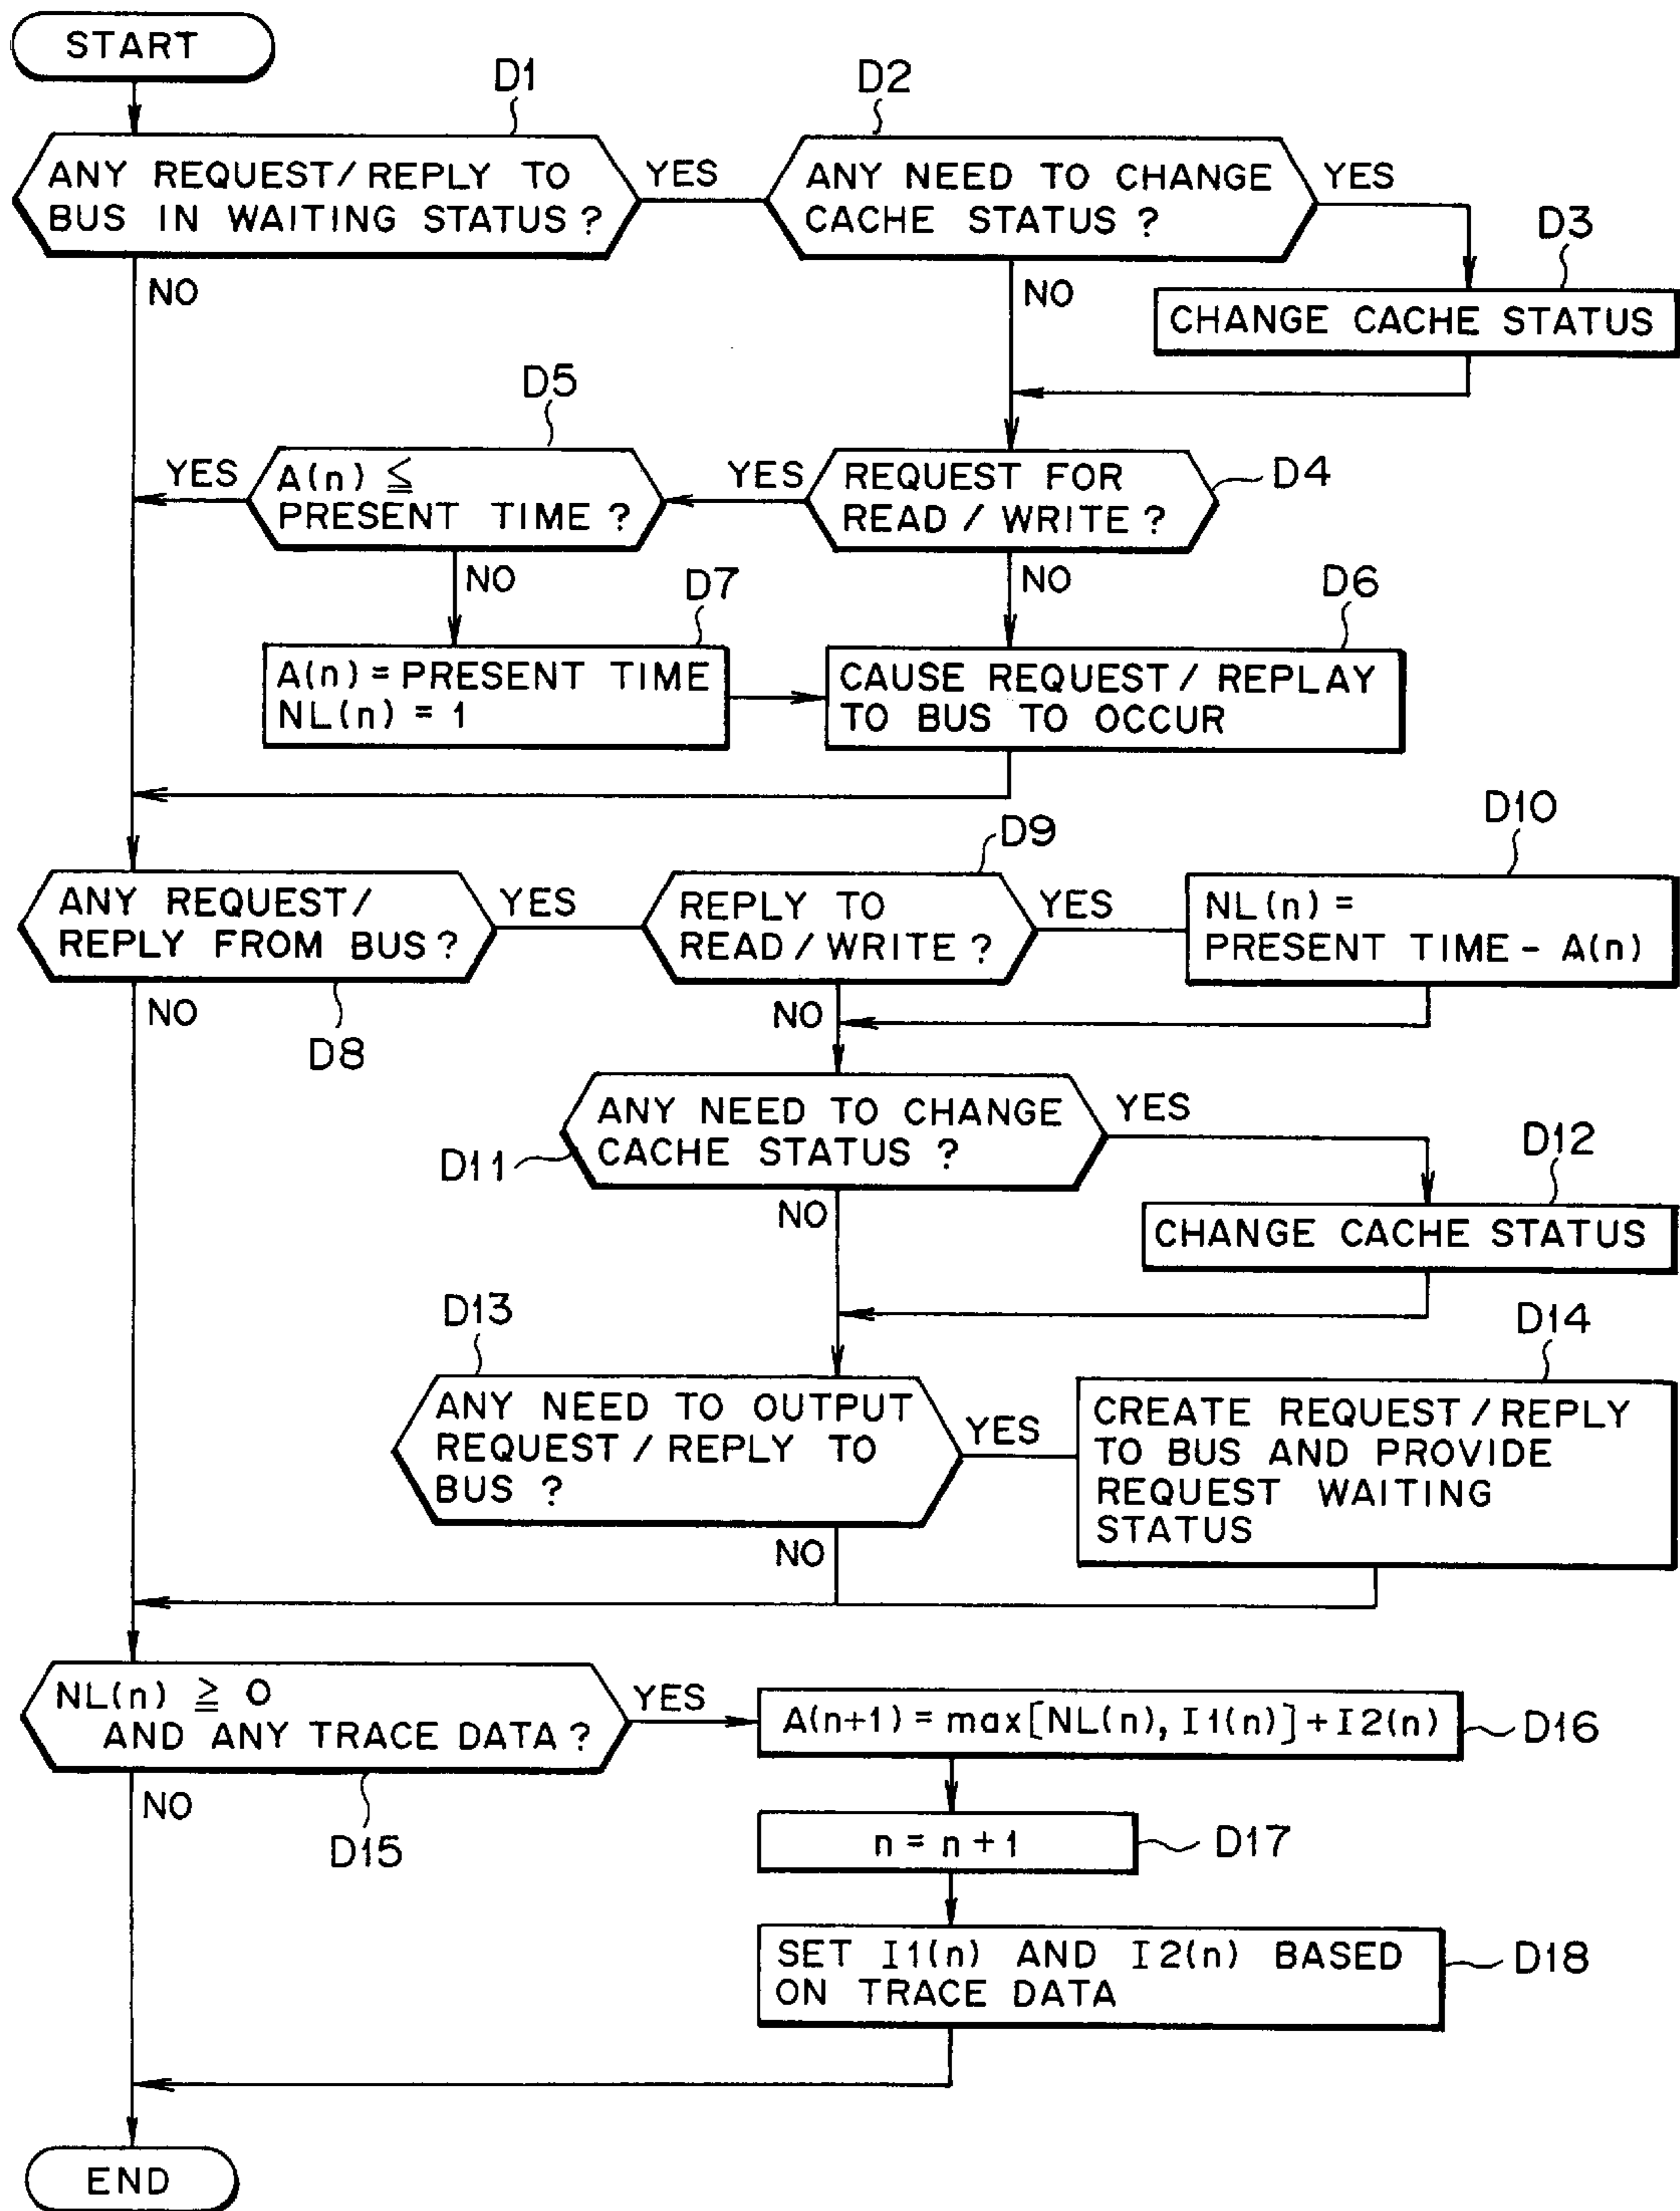 START
D1
D2
ANY REQUEST/REPLY TO
BUS IN WAITING STATUS?
YES
ANY NEED TO CHANGE
CACHE STATUS?
YES
D3
NO
NO
CHANGE CACHE STATUS
D5
YES
A(n) ≦
PRESENT TIME?
YES
REQUEST FOR
READ/WRITE?
D4
NO
D7
NO
D6
A(n) = PRESENT TIME
NL(n) = 1
CAUSE REQUEST/REPLAY
TO BUS TO OCCUR
D9
D10
ANY REQUEST/
REPLY FROM BUS?
YES
REPLY TO
READ/WRITE?
YES
NL(n) =
PRESENT TIME - A(n)
NO
D8
NO
ANY NEED TO CHANGE
CACHE STATUS?
YES
D11
D12
NO
CHANGE CACHE STATUS
D13
D14
ANY NEED TO OUTPUT
REQUEST/REPLY TO
BUS?
YES
CREATE REQUEST/REPLY
TO BUS AND PROVIDE
REQUEST WAITING
STATUS
NO
NL(n) ≧ 0
AND ANY TRACE DATA?
YES
A(n+1) = max[NL(n), I1(n)] + I2(n)
D16
NO
D15
n = n + 1
D17
SET I1(n) AND I2(n) BASED
ON TRACE DATA
D18
END